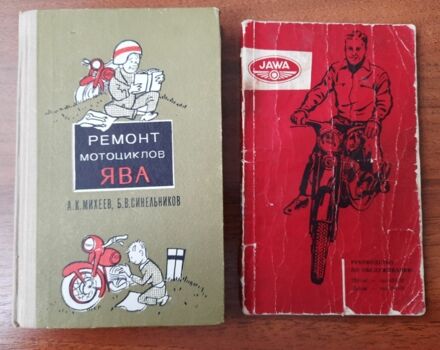 РЕМОНТ
МОТОЦИКЛОВ
ЯВА
А.К.МИХЕЕВ, Б.В.СИНЕЛЬНИКОВ
JAWA
РУКОВОДСТВО
ПО ОБСЛУЖИВАНИЮ